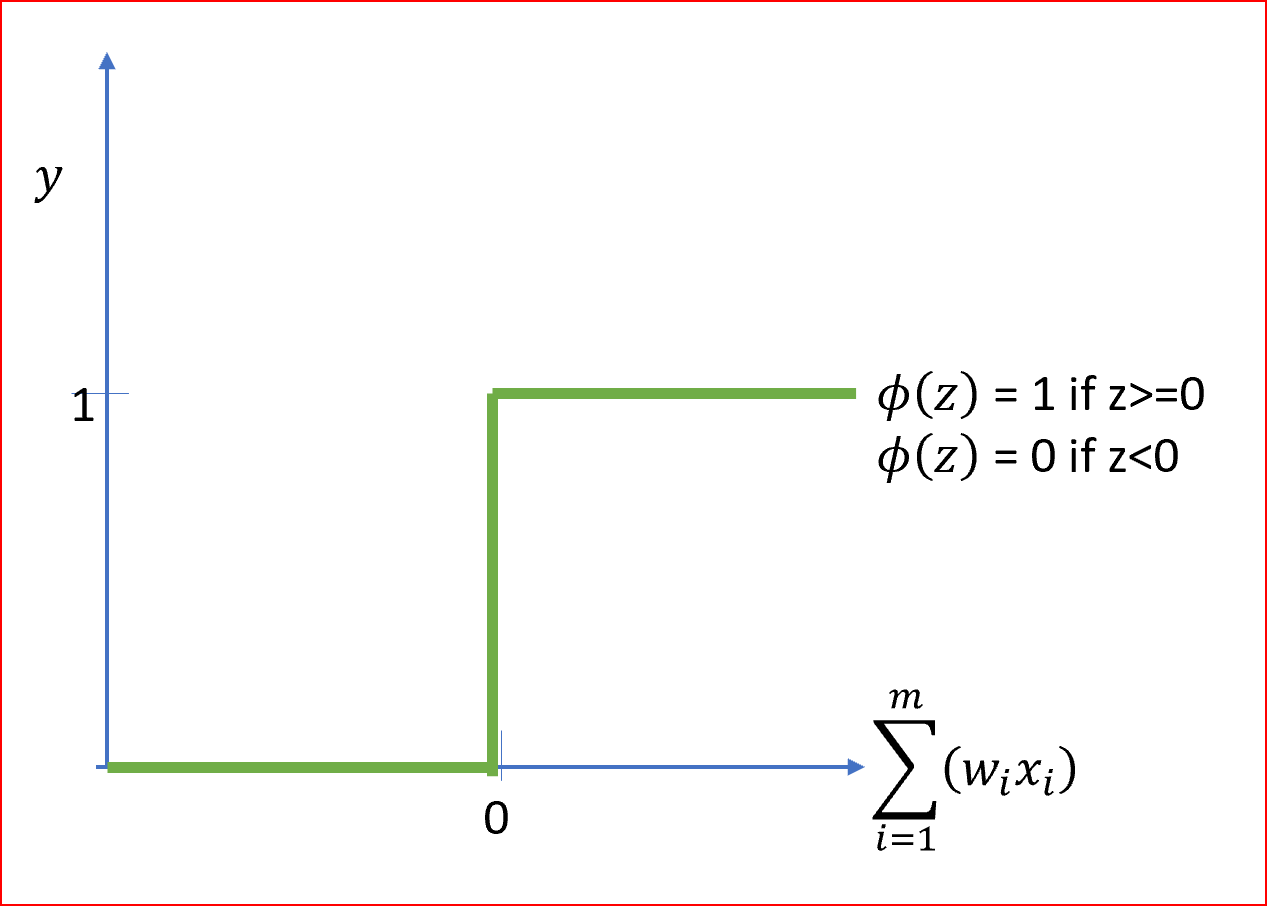 y
1
ϕ(z) = 1 if z>=0
ϕ(z) = 0 if z<0
0
m
∑(wᵢxᵢ)
i=1